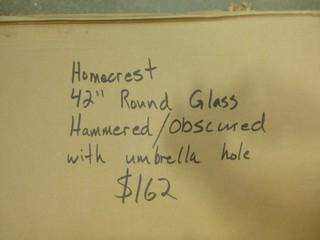 Homecrest
42" Round Glass
Hammered/Obscured
with umbrella hole
$162